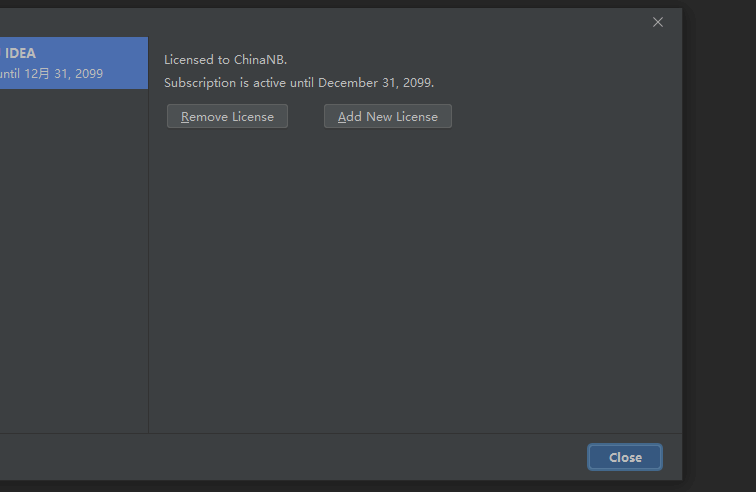 IDEA
until 12月 31, 2099
Licensed to ChinaNB.
Subscription is active until December 31, 2099.
Remove License
Add New License
Close